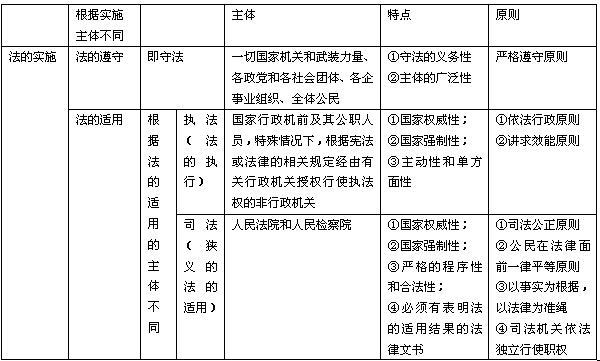 根据实施
主体不同
主体
特点
原则
法的实施
法的遵守
即守法
一切国家机关和武装力量、
各政党和各社会团体、各企
事业组织、全体公民
①守法的义务性
②主体的广泛性
严格遵守原则
法的适用
根
据
法
的
适
用
的
主
体
不
同
执法
(法
的执
行)
国家行政机前及其公职人
员,特殊情况下,根据宪法
或法律的相关规定经由有
关行政机关授权行使执法
权的非行政机关
①国家权威性;
②国家强制性;
③主动性和单方
面性
①依法行政原则
②讲求效能原则
司法
(狭
义的
法的
适用)
人民法院和人民检察院
①国家权威性;
②国家强制性;
③严格的程序性
和合法性;
④必须有表明法
的适用结果的法
律文书
①司法公正原则
②公民在法律面
前一律平等原则
③以事实为根据,
以法律为准绳
④司法机关依法
独立行使职权